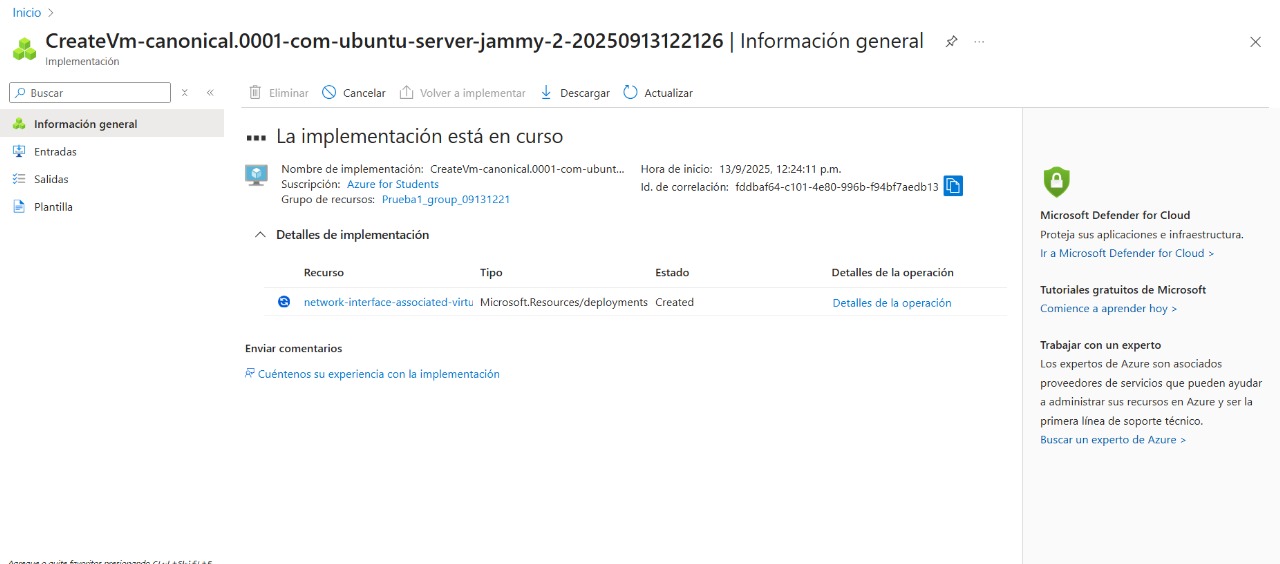 Inicio >
CreateVm-canonical.0001-com-ubuntu-server-jammy-2-20250913122126 | Información general
Implementación
Buscar
Eliminar Cancelar Volver a implementar Descargar Actualizar
Información general
Entradas
Salidas
Plantilla
La implementación está en curso
Nombre de implementación: CreateVm-canonical.0001-com-ubunt... Hora de inicio: 13/9/2025, 12:24:11 p.m.
Suscripción: Azure for Students Id. de correlación: fddbaf64-c101-4e80-996b-f94bf7aedb13
Grupo de recursos: Prueba1_group_09131221
Detalles de implementación
Recurso Tipo Estado Detalles de la operación
network-interface-associated-virtu Microsoft.Resources/deployments Created Detalles de la operación
Enviar comentarios
Cuéntenos su experiencia con la implementación
Microsoft Defender for Cloud
Proteja sus aplicaciones e infraestructura.
Ir a Microsoft Defender for Cloud >
Tutoriales gratuitos de Microsoft
Comience a aprender hoy >
Trabajar con un experto
Los expertos de Azure son asociados
proveedores de servicios que pueden ayudar
a administrar sus recursos en Azure y ser la
primera línea de soporte técnico.
Buscar un experto de Azure >